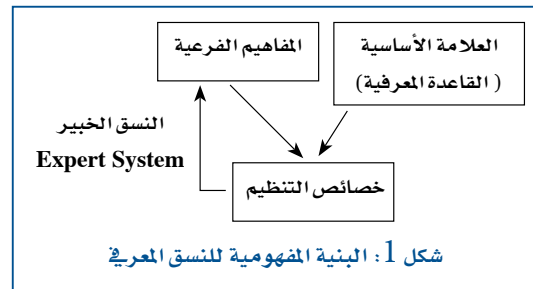 العلامة الأساسية
( القاعدة المعرفية)
المفاهيم الفرعية
النسق الخبير
Expert System
خصائص التنظيم
شكل 1: البنية المفهومية للنسق المعرفي